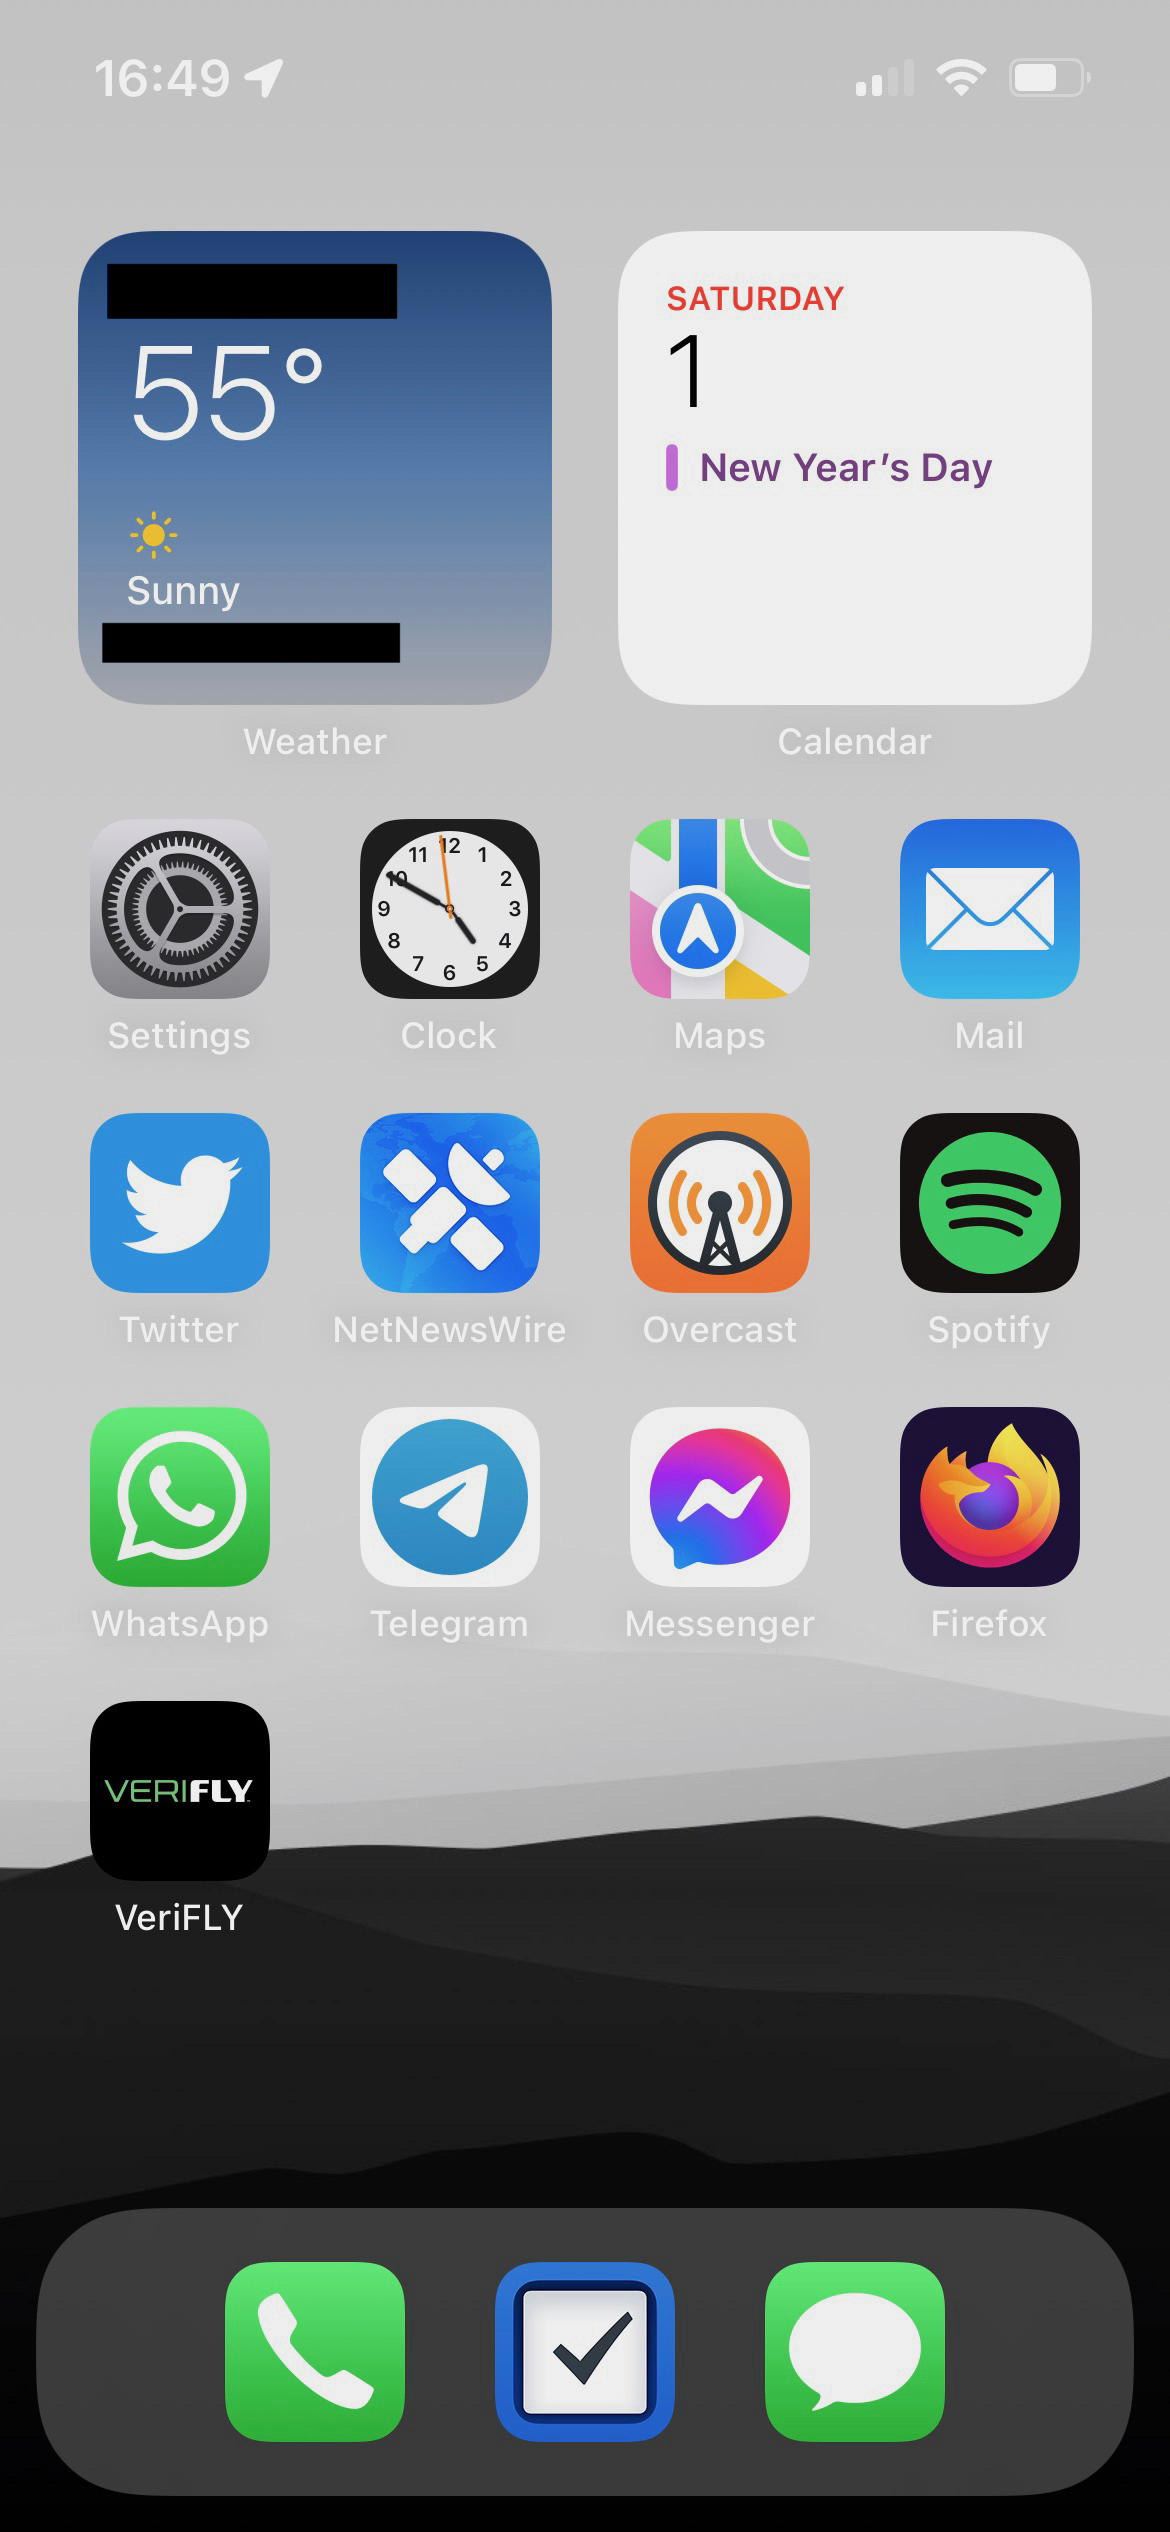 16:49
55°
Sunny
SATURDAY
1
New Year's Day
Weather
Calendar
12
11
1
10
2
9
3
8
4
7
5
6
Settings
Clock
Maps
Mail
Twitter
NetNewsWire
Overcast
Spotify
WhatsApp
Telegram
Messenger
Firefox
VERIFLY
VeriFLY